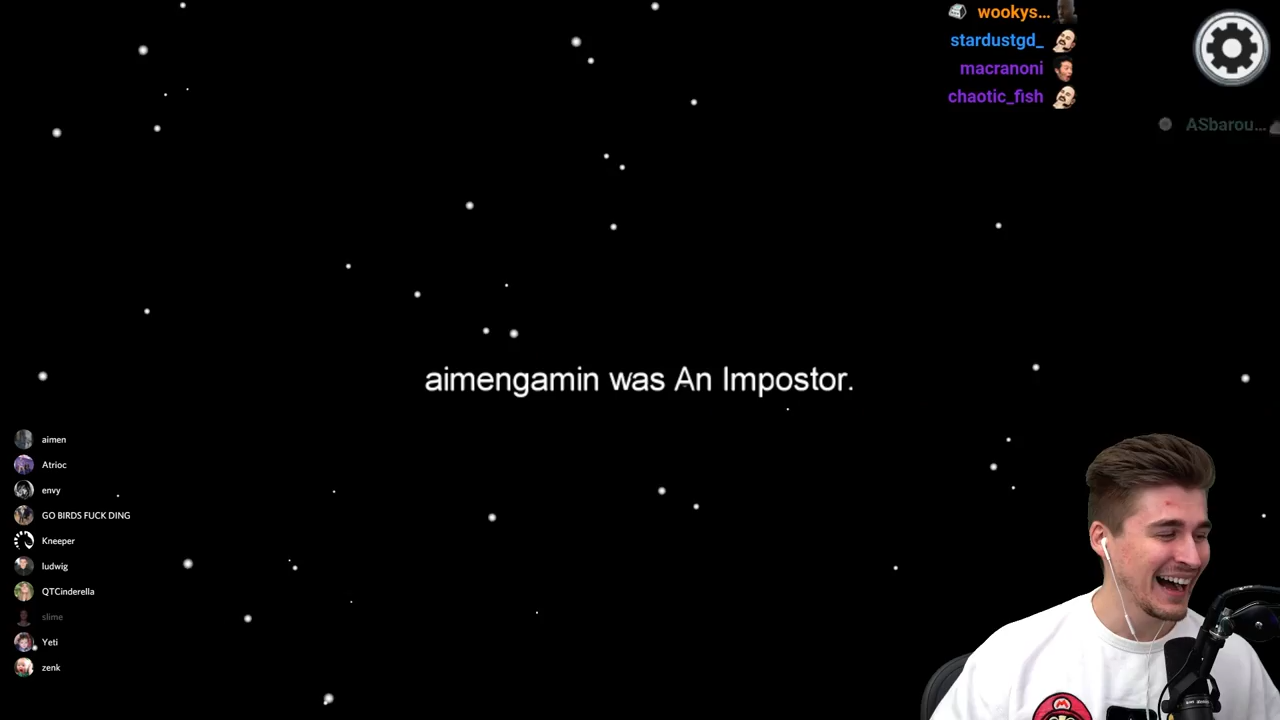 wookys...
stardustgd_
macranoni
chaotic_fish
ASbarou...
aimengamin was An Impostor.
aimen
Atrioc
envy
GO BIRDS FUCK DING
Kneeper
ludwig
QTCinderella
slime
Yeti
zenk
M